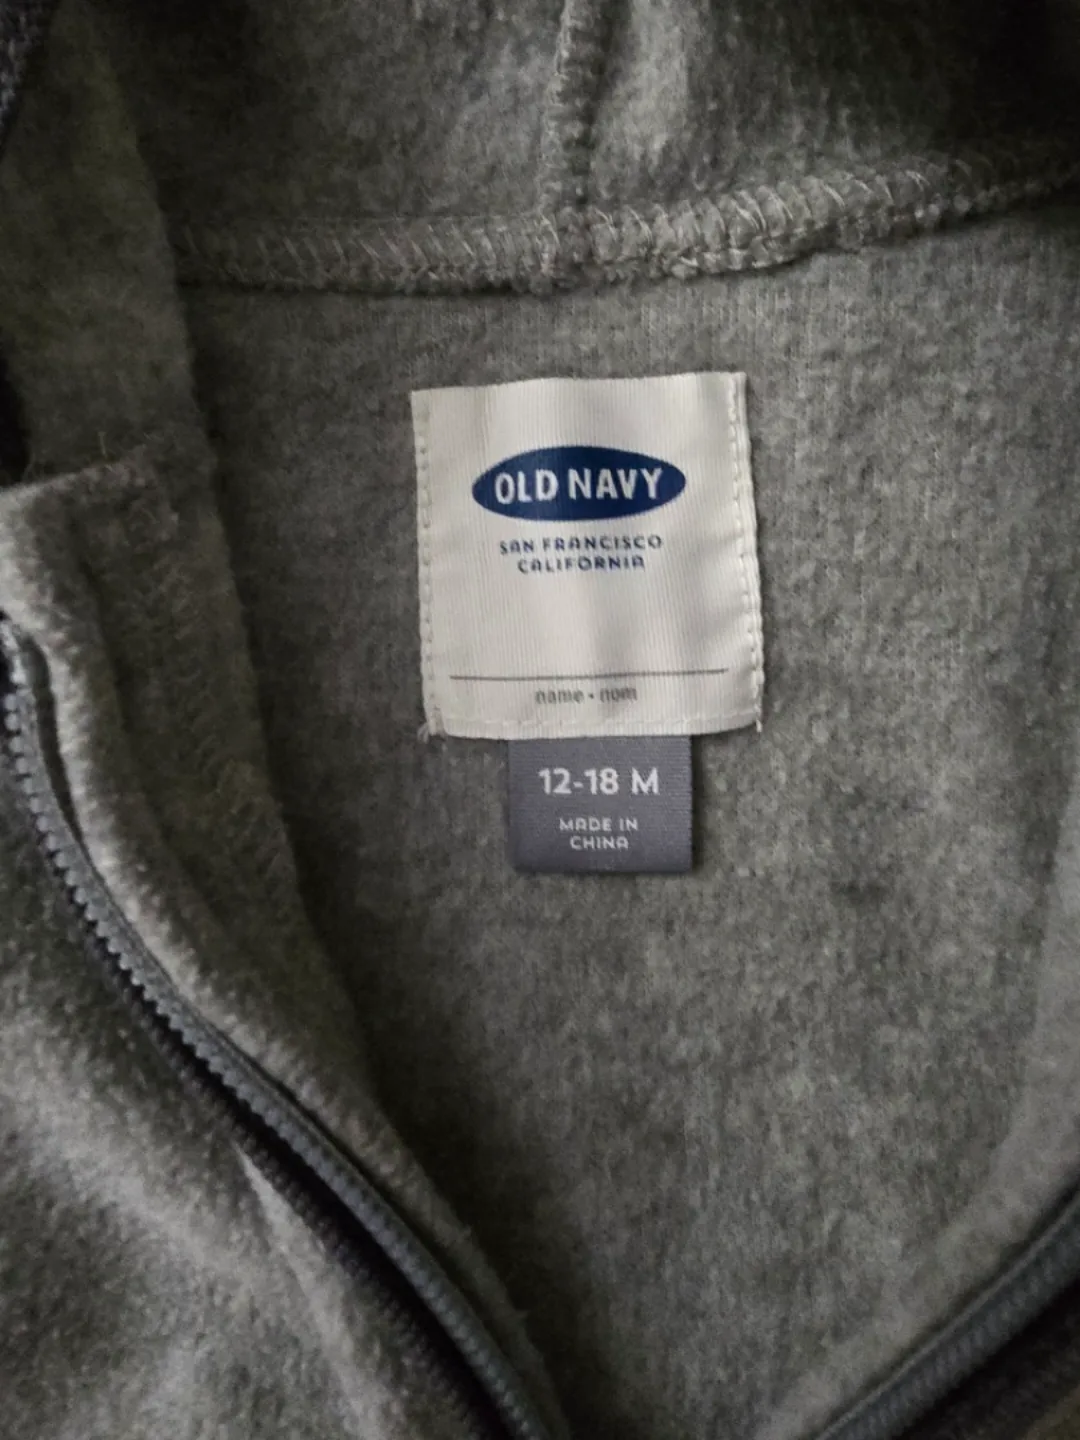 OLD NAVY
SAN FRANCISCO
CALIFORNIA
name • nom
12-18 M
MADE IN
CHINA